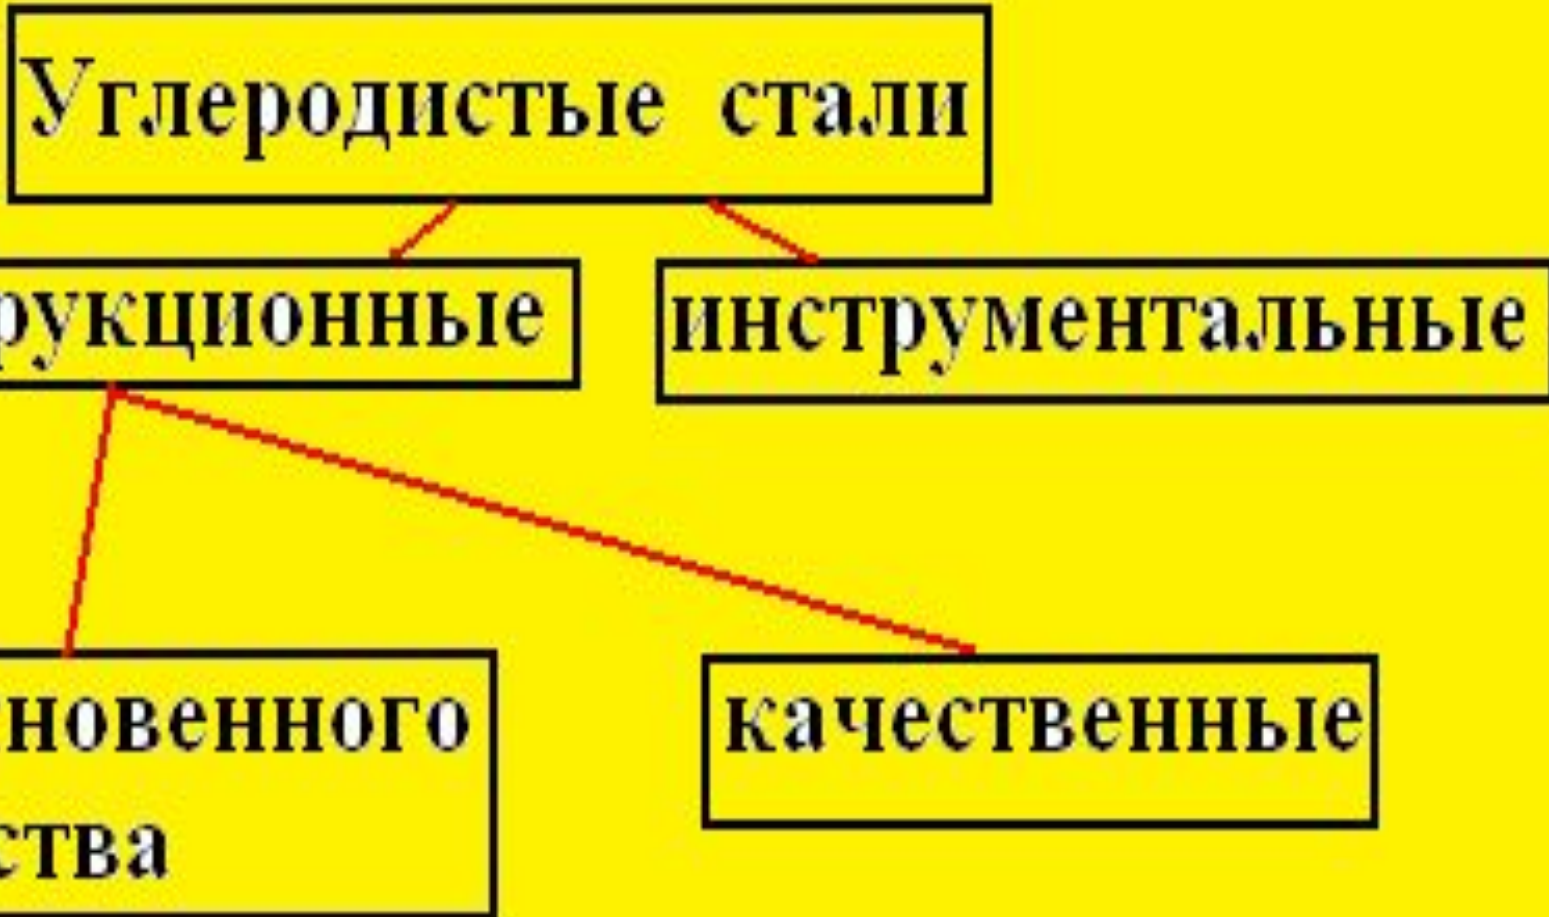 Углеродистые стали
рукционные
инструментальные
новенного
качественные
ства